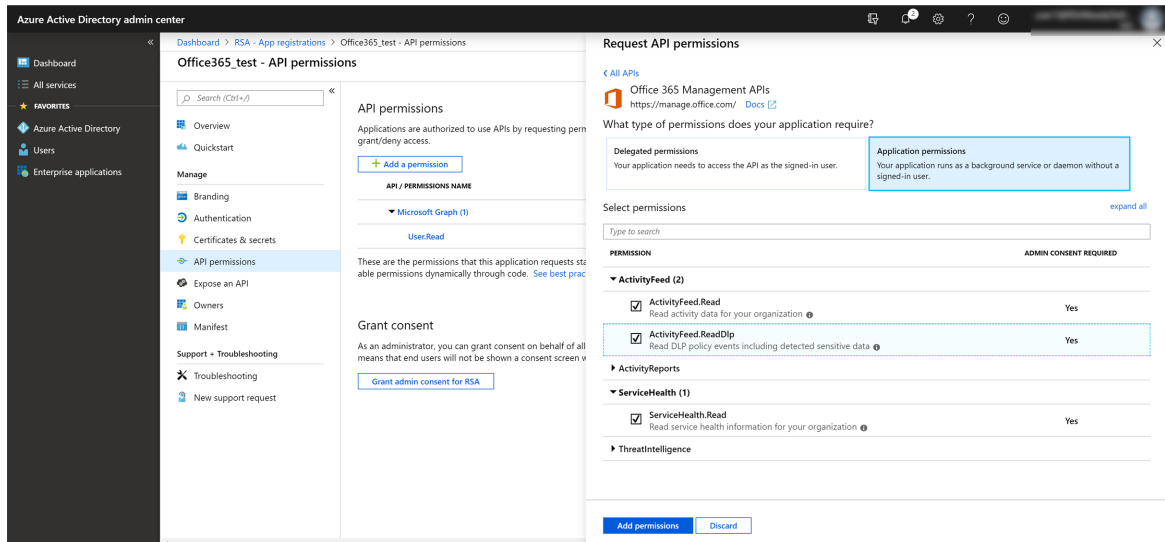 Azure Active Directory admin center
2
?
«
Dashboard
All services
FAVORITES
Azure Active Directory
Users
Enterprise applications
Dashboard > RSA - App registrations > Office365_test - API permissions
Office365_test - API permissions
Search (Ctrl+/)
«
Overview
Quickstart
Manage
Branding
Authentication
Certificates & secrets
API permissions
Expose an API
Owners
Manifest
Support + Troubleshooting
Troubleshooting
New support request
API permissions
Applications are authorized to use APIs by requesting perm
grant/deny access.
+ Add a permission
API / PERMISSIONS NAME
Microsoft Graph (1)
User.Read
These are the permissions that this application requests sta
able permissions dynamically through code. See best prac
Grant consent
As an administrator, you can grant consent on behalf of all
means that end users will not be shown a consent screen w
Grant admin consent for RSA
Request API permissions
All APIs
Office 365 Management APIs
https://manage.office.com/ Docs
What type of permissions does your application require?
Delegated permissions
Your application needs to access the API as the signed-in user.
Application permissions
Your application runs as a background service or daemon without a
signed-in user.
Select permissions
expand all
Type to search
PERMISSION ADMIN CONSENT REQUIRED
ActivityFeed (2)
ActivityFeed.Read
Read activity data for your organization
Yes
ActivityFeed.ReadDlp
Read DLP policy events including detected sensitive data
Yes
ActivityReports
ServiceHealth (1)
ServiceHealth.Read
Read service health information for your organization
Yes
ThreatIntelligence
Add permissions
Discard